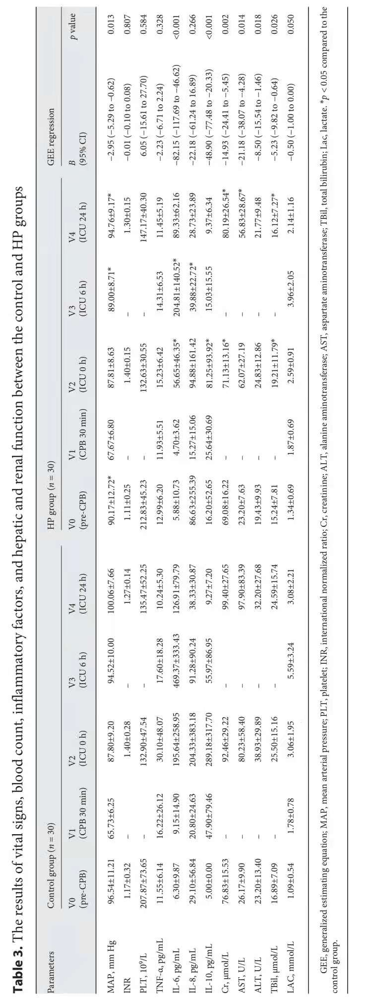 Table 3. The results of vital signs, blood count, inflammatory factors, and hepatic and renal function between the control and HP groups
Parameters Control group (n = 30) HP group (n = 30) GEE regression
V0 (pre-CPB) V1 (CPB 30 min) V2 (ICU 0 h) V3 (ICU 6 h) V4 (ICU 24 h) V0 (pre-CPB) V1 (CPB 30 min) V2 (ICU 0 h) V3 (ICU 6 h) V4 (ICU 24 h) B (95% CI) p value
MAP, mm Hg 96.54±11.21 65.73±6.25 87.80±9.20 94.52±10.00 100.06±7.66 90.17±12.72* 67.67±6.80 87.81±8.63 89.00±8.71* 94.76±9.17* −2.95 (−5.29 to −0.62) 0.013
INR 1.17±0.32 – 1.40±0.28 – 1.27±0.14 1.11±0.25 – 1.40±0.15 – 1.30±0.15 −0.01 (−0.10 to 0.08) 0.807
PLT, 10⁹/L 207.87±73.65 – 132.90±47.54 – 135.47±52.25 212.83±45.23 – 132.63±30.55 – 147.17±40.30 6.05 (−15.61 to 27.70) 0.584
TNF-α, pg/mL 11.55±6.14 16.22±26.12 30.10±48.07 17.60±18.28 10.24±5.30 12.99±6.20 11.93±5.51 15.23±6.42 14.31±6.53 11.45±5.19 −2.23 (−6.71 to 2.24) 0.328
IL-6, pg/mL 6.30±9.87 9.15±14.90 195.64±258.95 469.37±333.43 126.91±79.79 5.88±10.73 4.70±3.62 56.65±46.35* 204.81±140.52* 89.33±62.16 −82.15 (−117.69 to −46.62) <0.001
IL-8, pg/mL 29.10±56.84 20.80±24.63 204.33±383.18 91.28±90.24 38.33±30.87 86.63±255.39 15.27±15.06 94.88±161.42 39.88±22.72* 28.73±23.89 −22.18 (−61.24 to 16.89) 0.266
IL-10, pg/mL 5.00±0.00 47.90±79.46 289.18±317.70 55.97±86.95 9.27±7.20 16.20±52.65 25.64±30.69 81.25±93.92* 15.03±15.55 9.37±6.34 −48.90 (−77.48 to −20.33) <0.001
Cr, μmol/L 76.83±15.53 – 92.46±29.22 – 99.40±27.65 69.08±16.22 – 71.13±13.16* – 80.19±26.54* −14.93 (−24.41 to −5.45) 0.002
AST, U/L 26.17±9.90 – 80.23±58.40 – 97.90±83.39 23.20±7.63 – 62.07±27.19 – 56.83±28.67* −21.18 (−38.07 to −4.28) 0.014
ALT, U/L 23.20±13.40 – 38.93±29.89 – 32.20±27.68 19.43±9.93 – 24.83±12.86 – 21.77±9.48 −8.50 (−15.54 to −1.46) 0.018
TBil, μmol/L 16.89±7.09 – 25.50±15.16 – 24.59±15.74 15.24±7.81 – 19.21±11.79* – 16.12±7.27* −5.23 (−9.82 to −0.64) 0.026
LAC, mmol/L 1.09±0.54 1.78±0.78 3.06±1.95 5.59±3.24 3.08±2.21 1.34±0.69 1.87±0.69 2.59±0.91 3.96±2.05 2.14±1.16 −0.50 (−1.00 to 0.00) 0.050
GEE, generalized estimating equation; MAP, mean arterial pressure; PLT, platelet; INR, international normalized ratio; Cr, creatinine; ALT, alanine aminotransferase; AST, aspartate aminotransferase; TBil, total bilirubin; Lac, lactate. *p < 0.05 compared to the
control group.